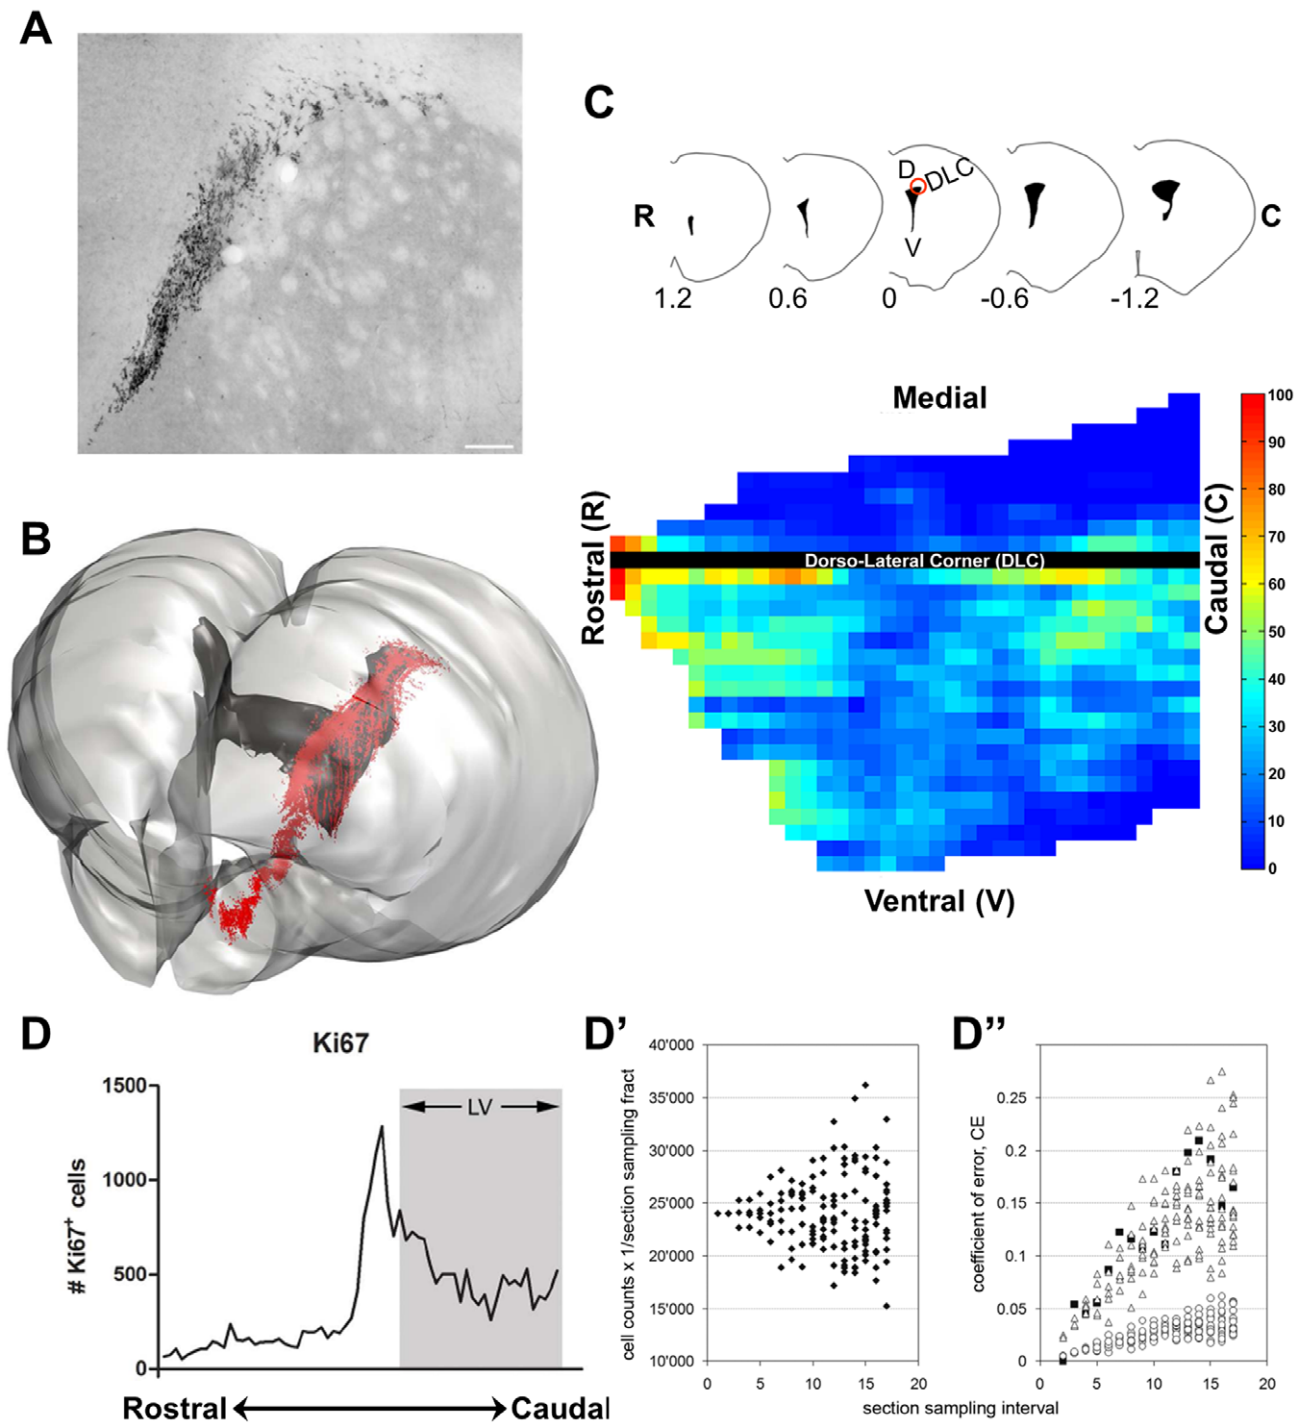 A
C
D
DLC
R
V
C
1.2
0.6
0
-0.6
-1.2
Medial
Rostral (R)
Dorso-Lateral Corner (DLC)
Caudal (C)
Ventral (V)
100
90
80
70
60
50
40
30
20
10
0
B
D
Ki67
# Ki67+ cells
1500
1000
500
0
LV
Rostral
Caudal
D'
cell counts x 1/section sampling fract
40'000
35'000
30'000
25'000
20'000
15'000
10'000
0
5
10
15
20
D''
coefficient of error, CE
0.25
0.2
0.15
0.1
0.05
0
0
5
10
15
20
section sampling interval